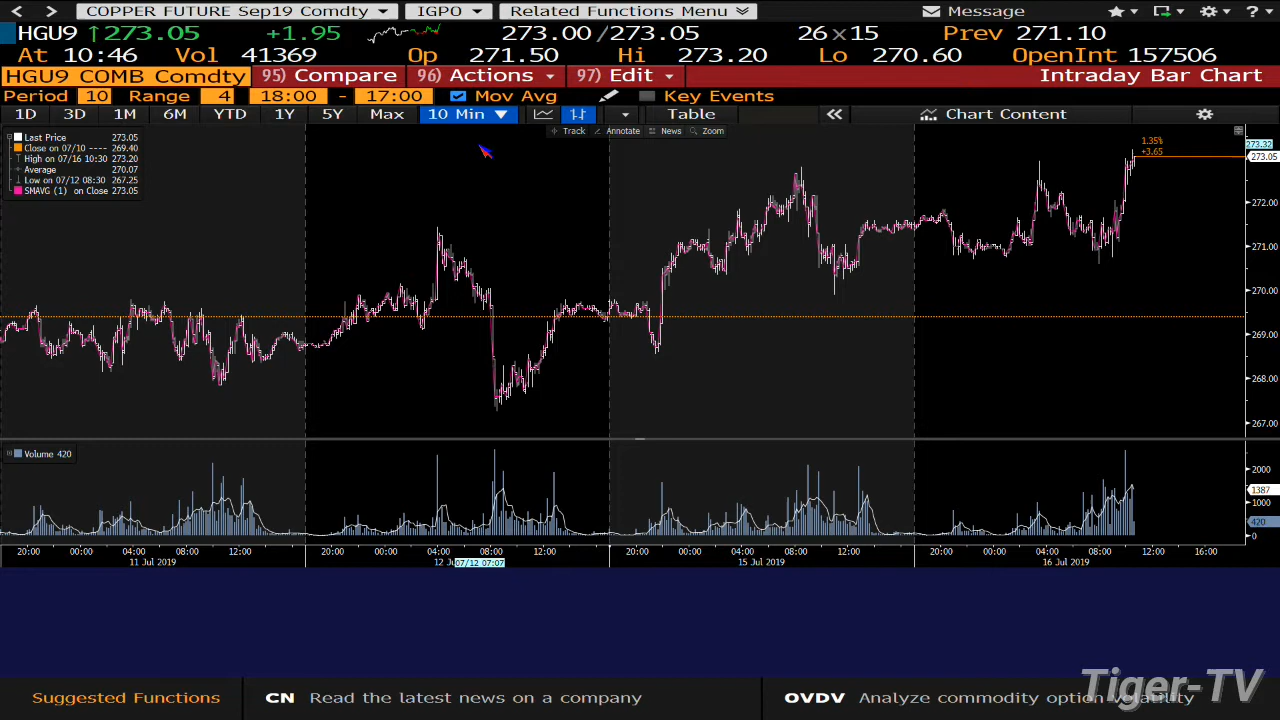 COPPER FUTURE Sep19 Comdty IGPO Related Functions Menu Message ?
HGU9 ↑273.05 +1.95 273.00/273.05 26×15 Prev 271.10
At 10:46 Vol 41369 Op 271.50 Hi 273.20 Lo 270.60 OpenInt 157506
HGU9 COMB Comdty 95) Compare 96) Actions 97) Edit Intraday Bar Chart
Period 10 Range 4 18:00 - 17:00 Mov Avg Key Events
1D 3D 1M 6M YTD 1Y 5Y Max 10 Min Table Chart Content
Track Annotate News Zoom
Last Price 273.05
Close on 07/10 ---- 269.40
High on 07/16 10:30 273.20
Average 270.07
Low on 07/12 08:30 267.25
SMAVG (1) on Close 273.05
1.35%
+3.65
273.32
273.05
272.00
271.00
270.00
269.00
268.00
267.00
Volume 420
2000
1387
1000
420
0
20:00 00:00 04:00 08:00 12:00 20:00 00:00 04:00 08:00 12:00 20:00 00:00 04:00 08:00 12:00 20:00 00:00 04:00 08:00 12:00 16:00
11 Jul 2019 12 Ju 07/12 07:07 15 Jul 2019 16 Jul 2019
Suggested Functions CN Read the latest news on a company OVDV Analyze commodity option volatility
Tiger-TV